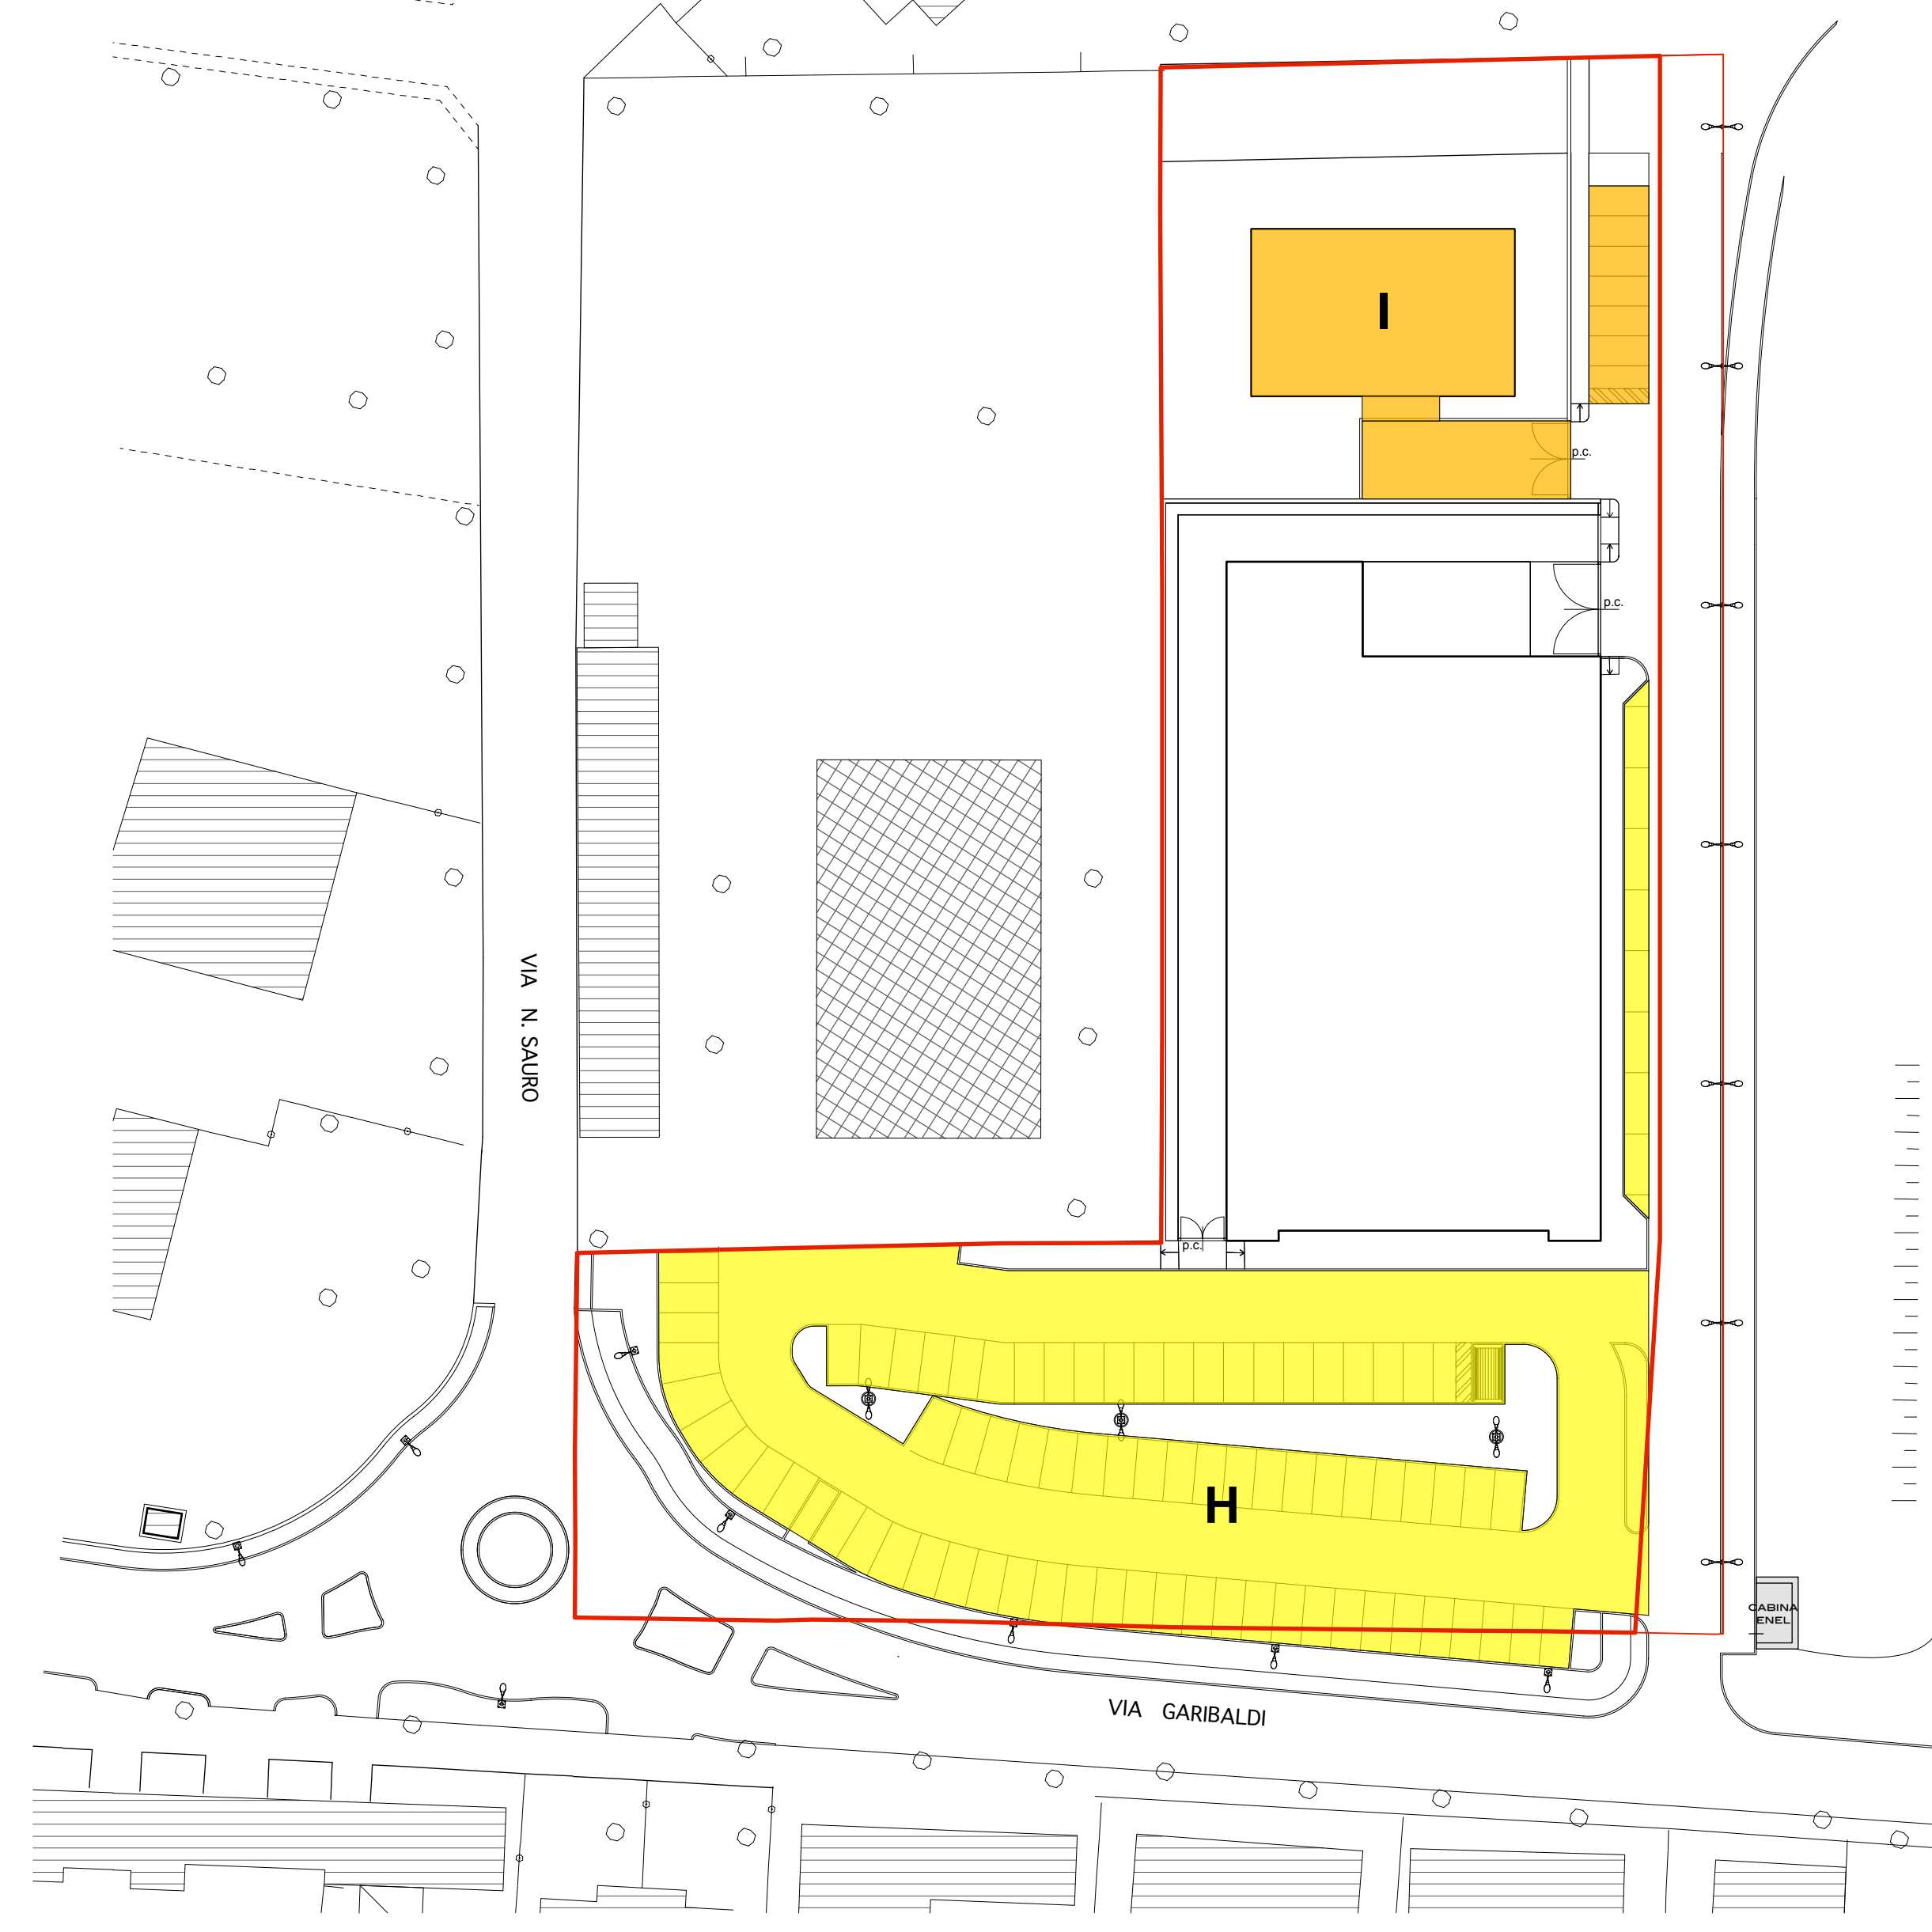 I
p.c.
p.c.
VIA N. SAURO
p.c.
H
CABINA
ENEL
VIA GARIBALDI